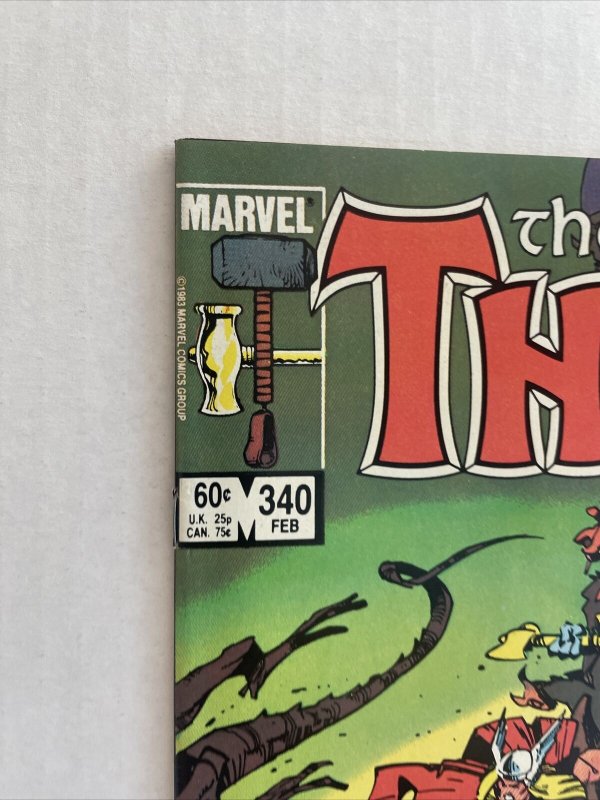 MARVEL
the
TH
©1983 MARVEL COMICS GROUP
60¢
U.K. 25p
CAN. 75¢
M
340
FEB